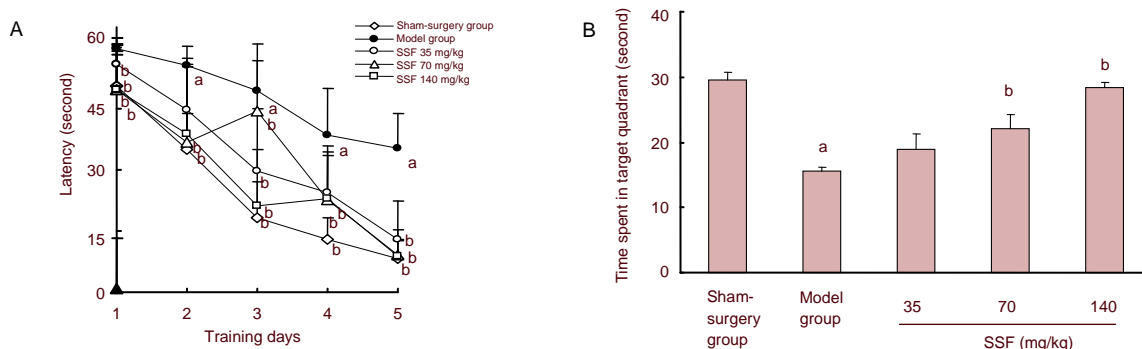 A
Sham-surgery group
Model group
SSF 35 mg/kg
SSF 70 mg/kg
SSF 140 mg/kg
Latency (second)
60
45
30
15
0
b
b
b
b
a
b
b
b
a
b
b
b
b
a
b
b
b
a
b
b
b
1 2 3 4 5
Training days
B
Time spent in target quadrant (second)
40
30
20
10
0
a
b
b
Sham-
surgery
group
Model
group
35 70 140
SSF (mg/kg)